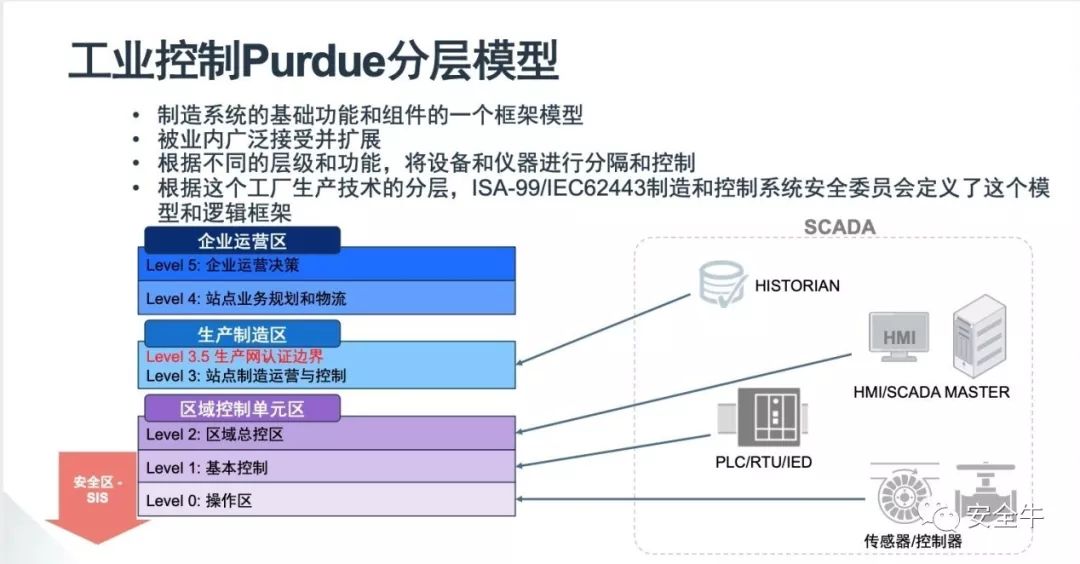 工业控制Purdue分层模型
• 制造系统的基础功能和组件的一个框架模型
• 被业内广泛接受并扩展
• 根据不同的层级和功能，将设备和仪器进行分隔和控制
• 根据这个工厂生产技术的分层，ISA-99/IEC62443制造和控制系统安全委员会定义了这个模
型和逻辑框架
企业运营区
Level 5: 企业运营决策
Level 4: 站点业务规划和物流
生产制造区
Level 3.5 生产网认证边界
Level 3: 站点制造运营与控制
区域控制单元区
Level 2: 区域总控区
Level 1: 基本控制
Level 0: 操作区
安全区 -
SIS
SCADA
HISTORIAN
HMI
HMI/SCADA MASTER
PLC/RTU/IED
传感器/控制器
安全牛